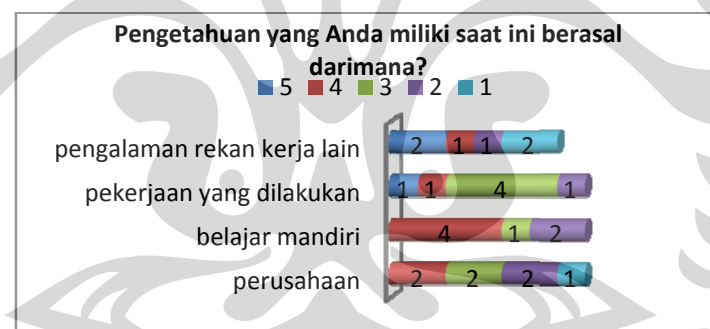 Pengetahuan yang Anda miliki saat ini berasal
darimana?
5 4 3 2 1
pengalaman rekan kerja lain 2 1 1 2
pekerjaan yang dilakukan 1 1 4 1
belajar mandiri 4 1 2
perusahaan 2 2 2 1